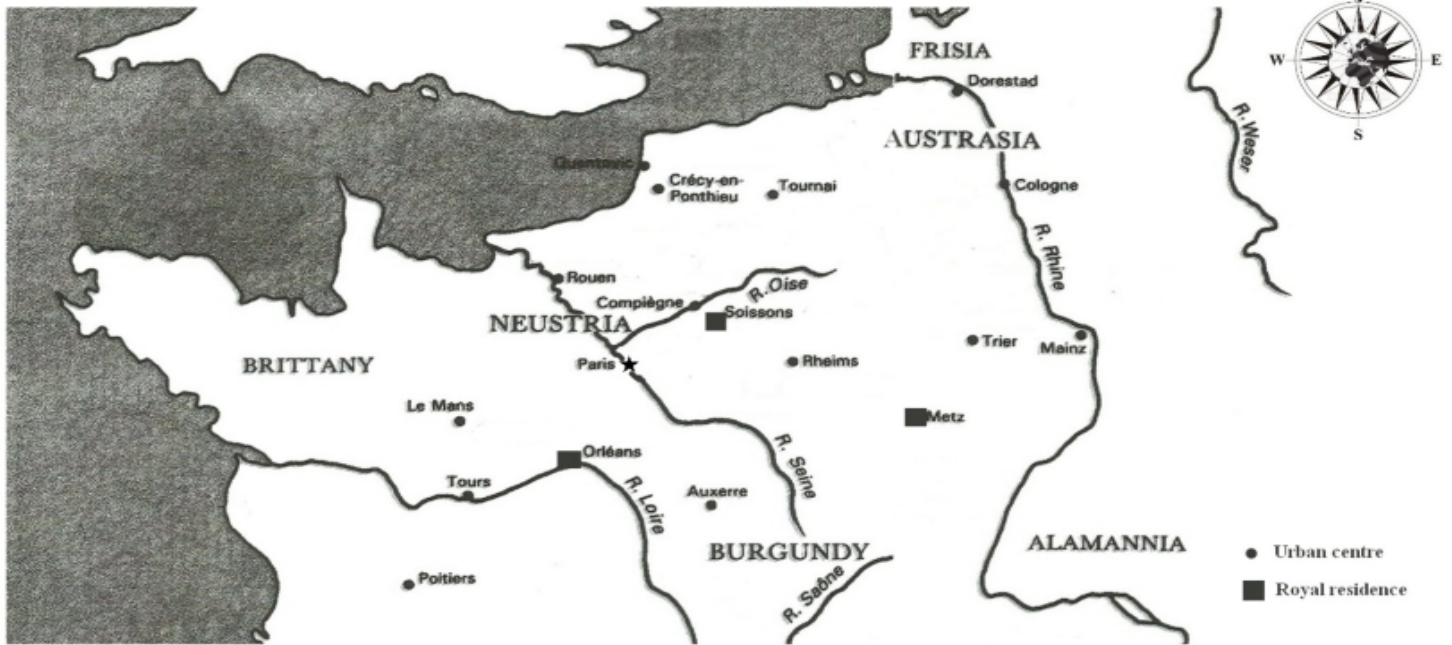 FRISIA
W
E
Dorestad
S
AUSTRASIA
R. Weser
Quentovic
Crécy-en-
Ponthieu
Tournai
Cologne
R. Rhine
Rouen
R. Oise
Compiègne
Soissons
NEUSTRIA
BRITTANY
Paris
Rheims
Trier
Mainz
Le Mans
Metz
Orléans
R. Seine
Tours
R. Loire
Auxerre
BURGUNDY
ALAMANNIA
Urban centre
Poitiers
R. Saône
Royal residence